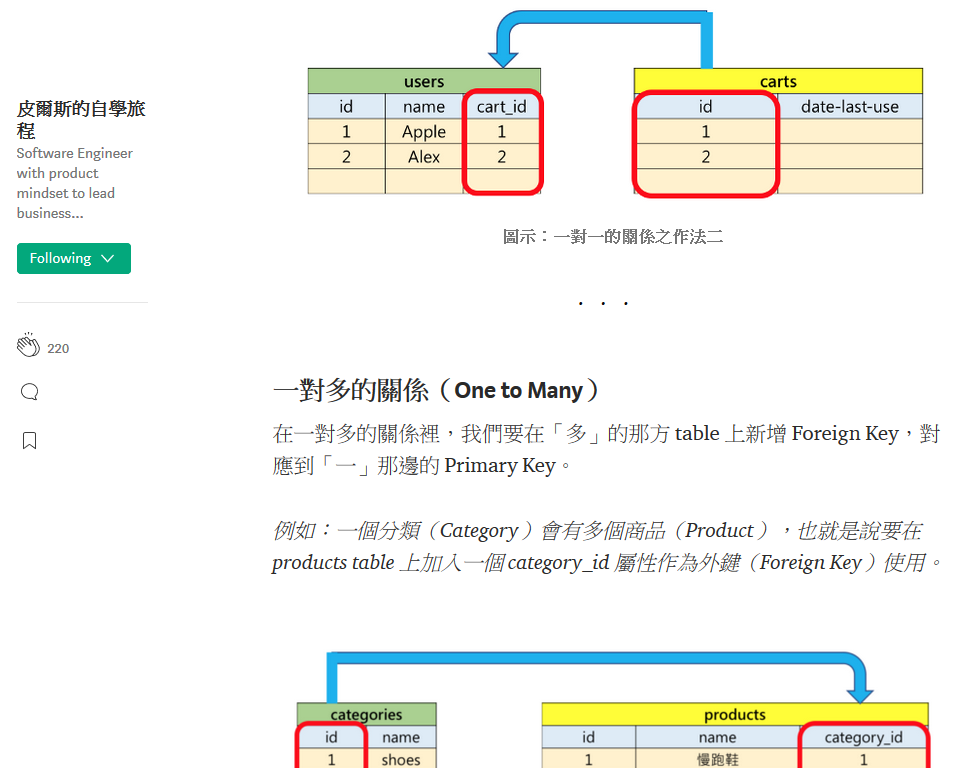 皮爾斯的自學旅
程
Software Engineer
with product
mindset to lead
business...
Following
220
users
id name cart_id
1 Apple 1
2 Alex 2
carts
id date-last-use
1
2
圖示：一對一的關係之作法二
. . .
一對多的關係（One to Many）
在一對多的關係裡，我們要在「多」的那方 table 上新增 Foreign Key，對
應到「一」那邊的 Primary Key。
例如：一個分類（Category）會有多個商品（Product），也就是說要在
products table 上加入一個 category_id 屬性作為外鍵（Foreign Key）使用。
categories
id name
1 shoes
products
id name category_id
1 慢跑鞋 1